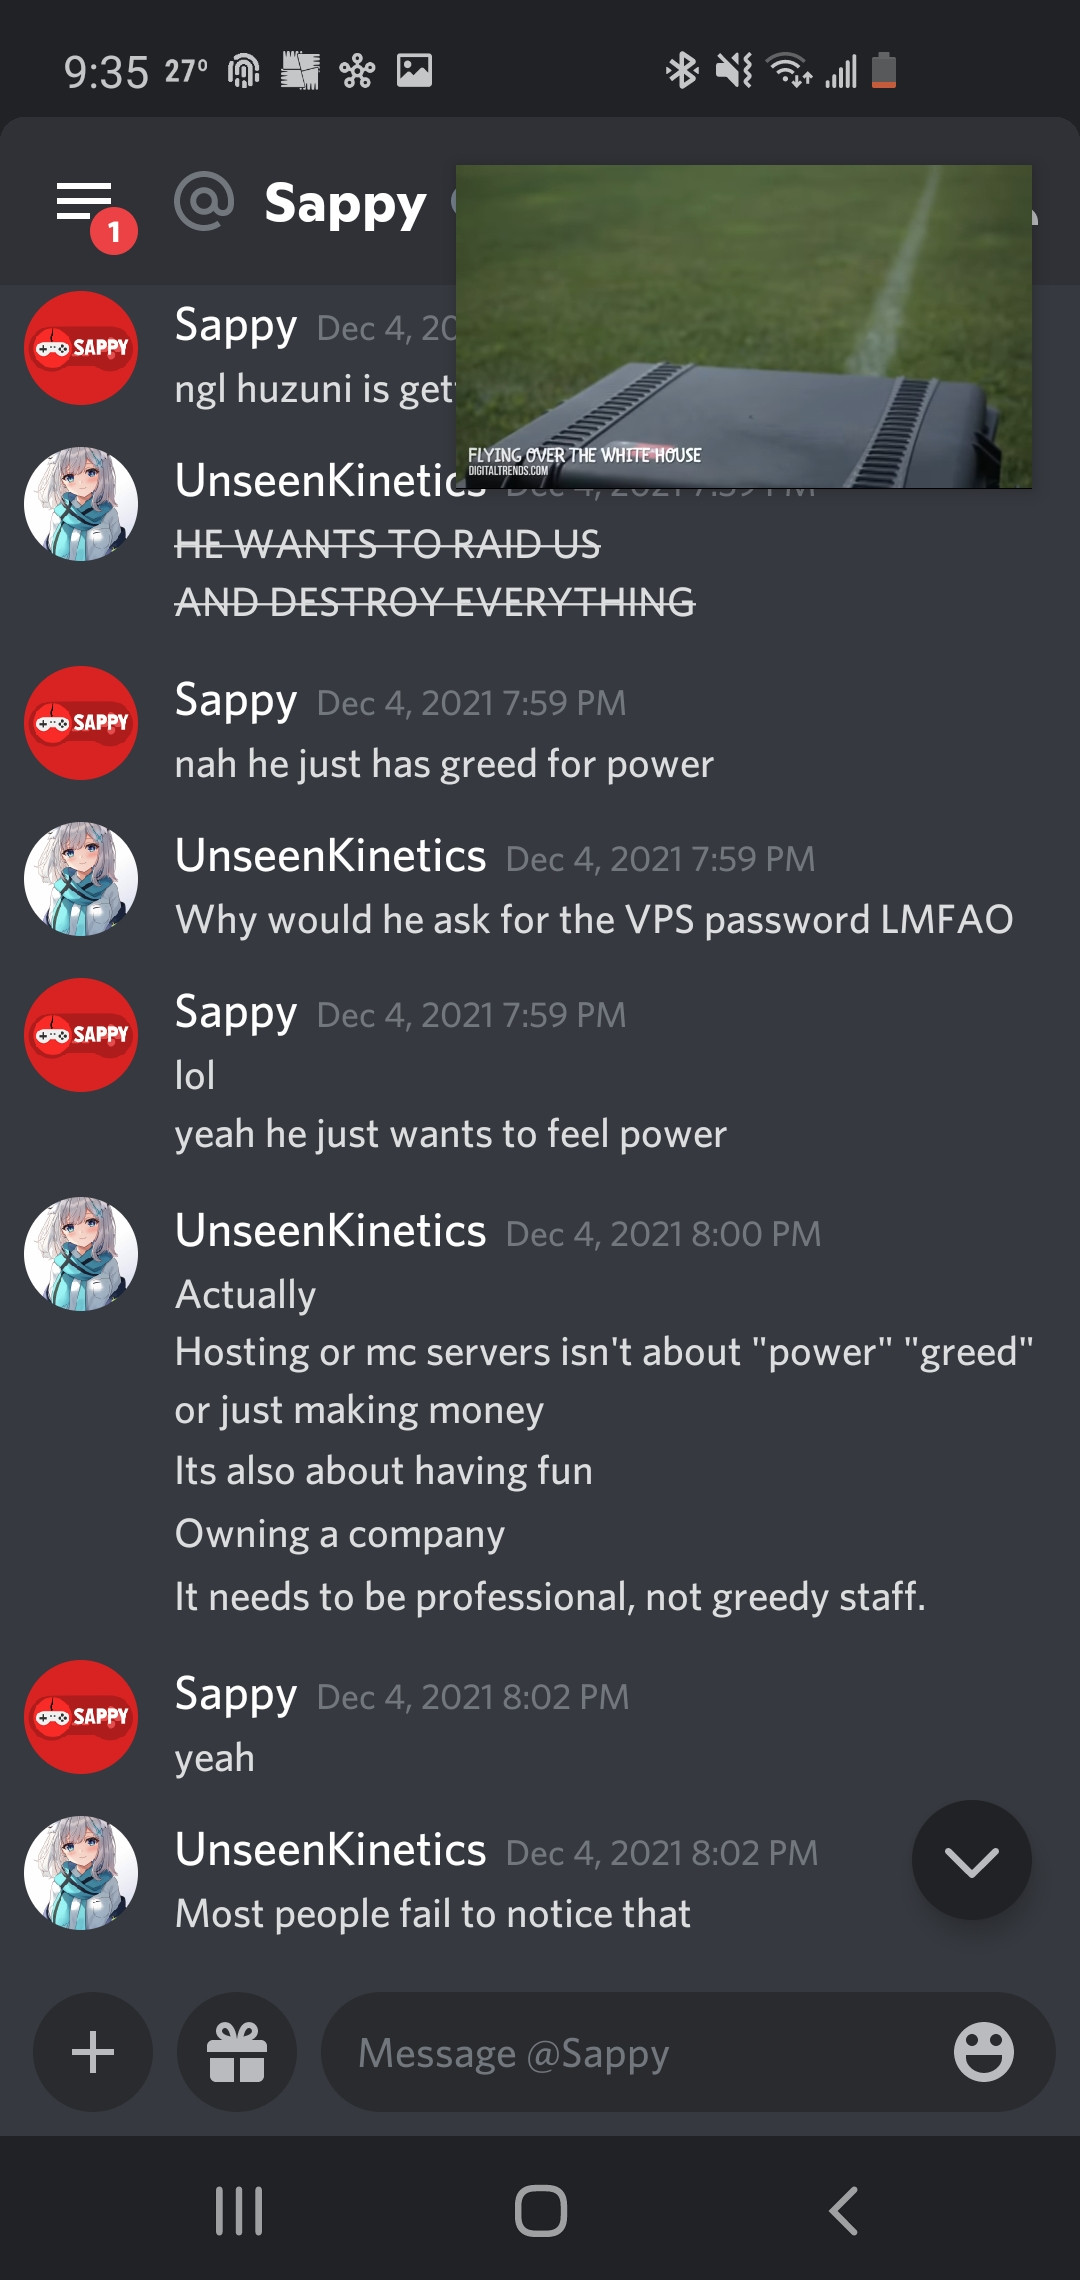 9:35 27°
1
@ Sappy
SAPPY
Sappy Dec 4, 20
ngl huzuni is get
FLYING OVER THE WHITE HOUSE
DIGITALTRENDS.COM
UnseenKinetics Dec 4, 2021 7:59 PM
HE WANTS TO RAID US
AND DESTROY EVERYTHING
SAPPY
Sappy Dec 4, 2021 7:59 PM
nah he just has greed for power
UnseenKinetics Dec 4, 2021 7:59 PM
Why would he ask for the VPS password LMFAO
SAPPY
Sappy Dec 4, 2021 7:59 PM
lol
yeah he just wants to feel power
UnseenKinetics Dec 4, 2021 8:00 PM
Actually
Hosting or mc servers isn't about "power" "greed"
or just making money
Its also about having fun
Owning a company
It needs to be professional, not greedy staff.
SAPPY
Sappy Dec 4, 2021 8:02 PM
yeah
UnseenKinetics Dec 4, 2021 8:02 PM
Most people fail to notice that
Message @Sappy